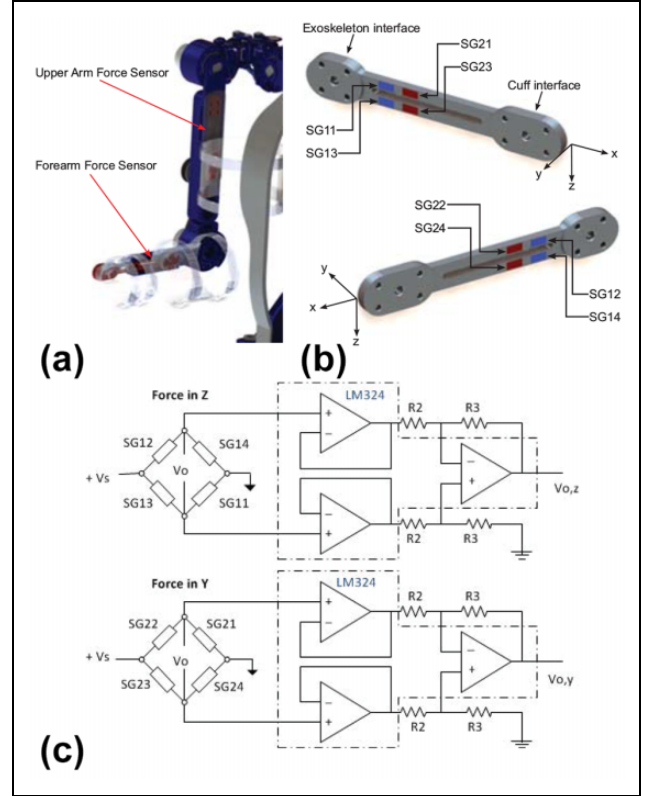 Upper Arm Force Sensor
Forearm Force Sensor
(a)
Exoskeleton interface
SG21
SG23
Cuff interface
SG11
SG13
x
y
z
SG22
SG24
y
x
z
SG12
SG14
(b)
Force in Z
LM324
R2
R3
SG12
SG14
+
−
+ Vs
Vo
−
+
Vo,z
SG13
SG11
−
+
R2
R3
Force in Y
LM324
R2
R3
SG22
SG21
+
−
+ Vs
Vo
−
+
Vo,y
SG23
SG24
−
+
R2
R3
(c)